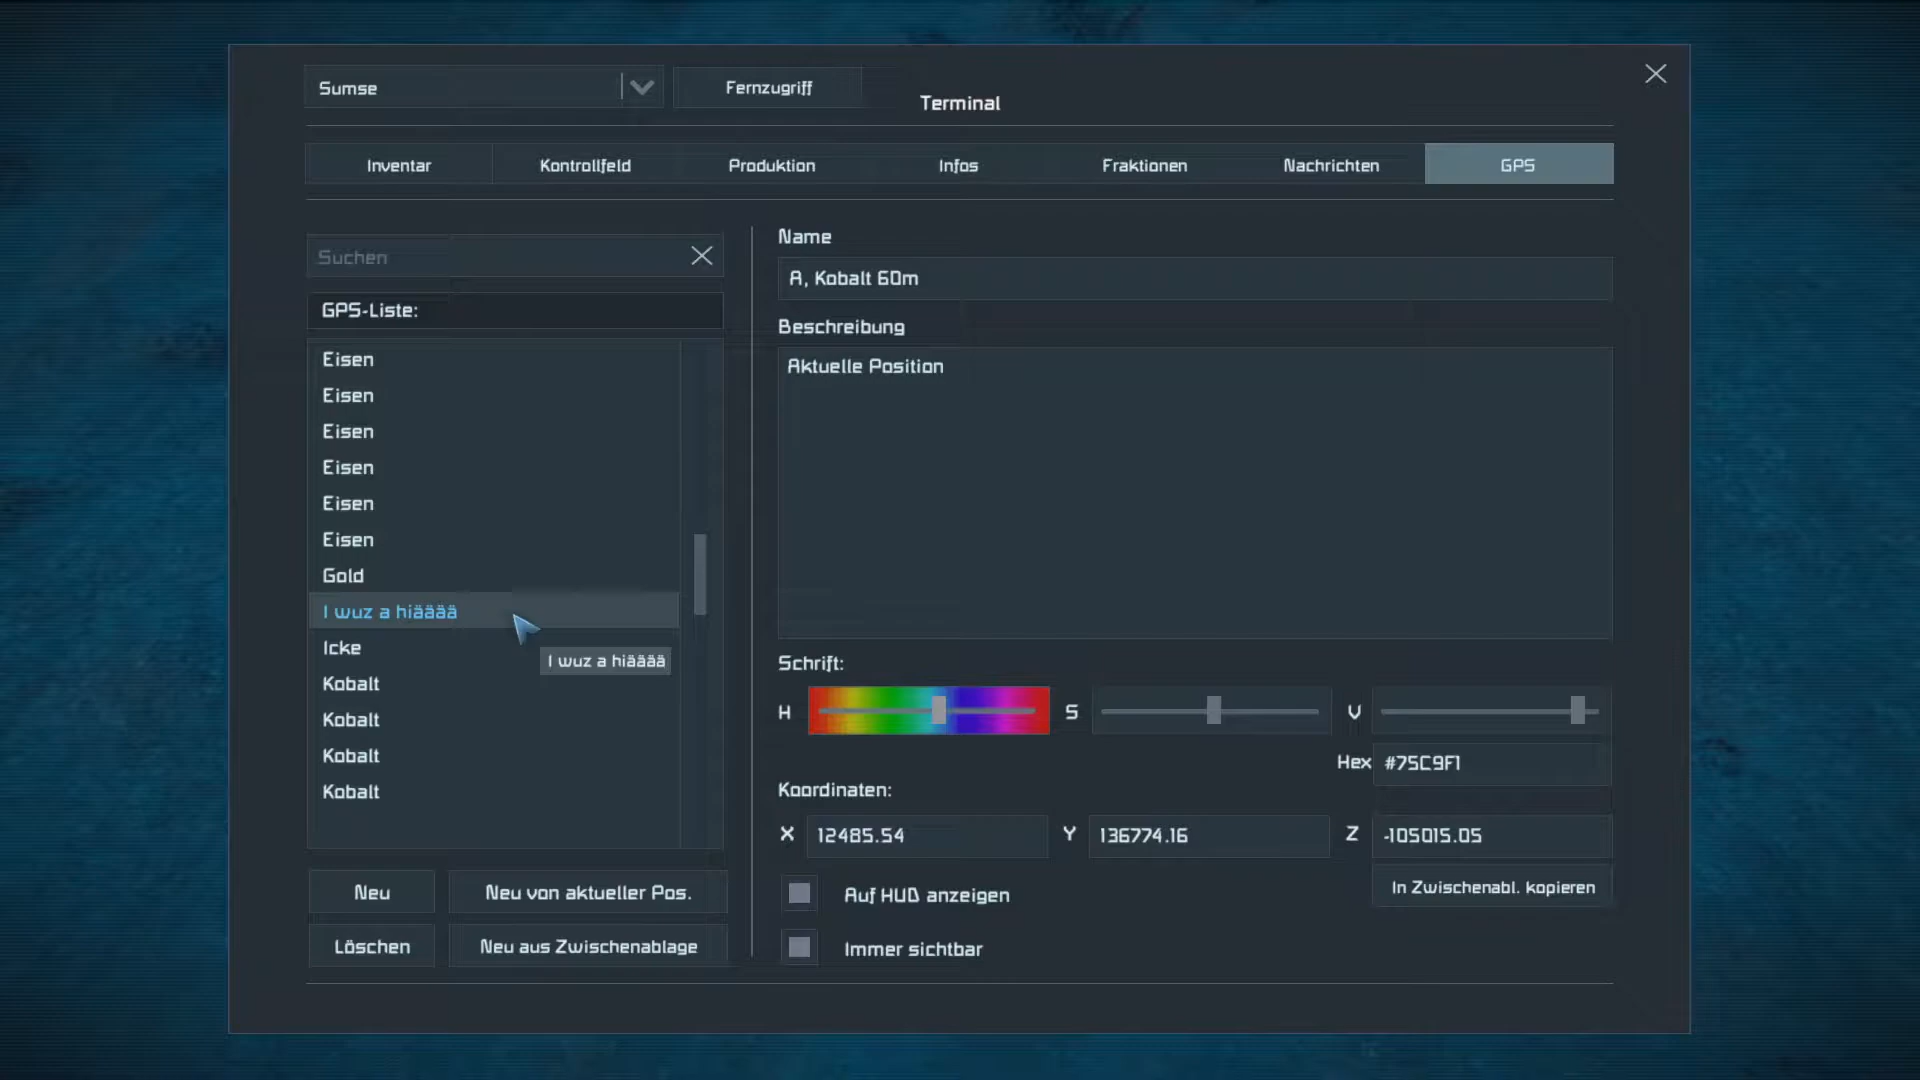 Sumse
Fernzugriff
Terminal
Inventar
Kontrollfeld
Produktion
Infos
Fraktionen
Nachrichten
GPS
Suchen
GPS-Liste:
Eisen
Eisen
Eisen
Eisen
Eisen
Eisen
Gold
I wuz a hiääää
Icke
I wuz a hiääää
Kobalt
Kobalt
Kobalt
Kobalt
Neu
Neu von aktueller Pos.
Löschen
Neu aus Zwischenablage
Name
A, Kobalt 60m
Beschreibung
Aktuelle Position
Schrift:
H
S
V
Hex #75C9F1
Koordinaten:
X 12485.54
Y 136774.16
Z -105015.05
In Zwischenabl. kopieren
Auf HUD anzeigen
Immer sichtbar